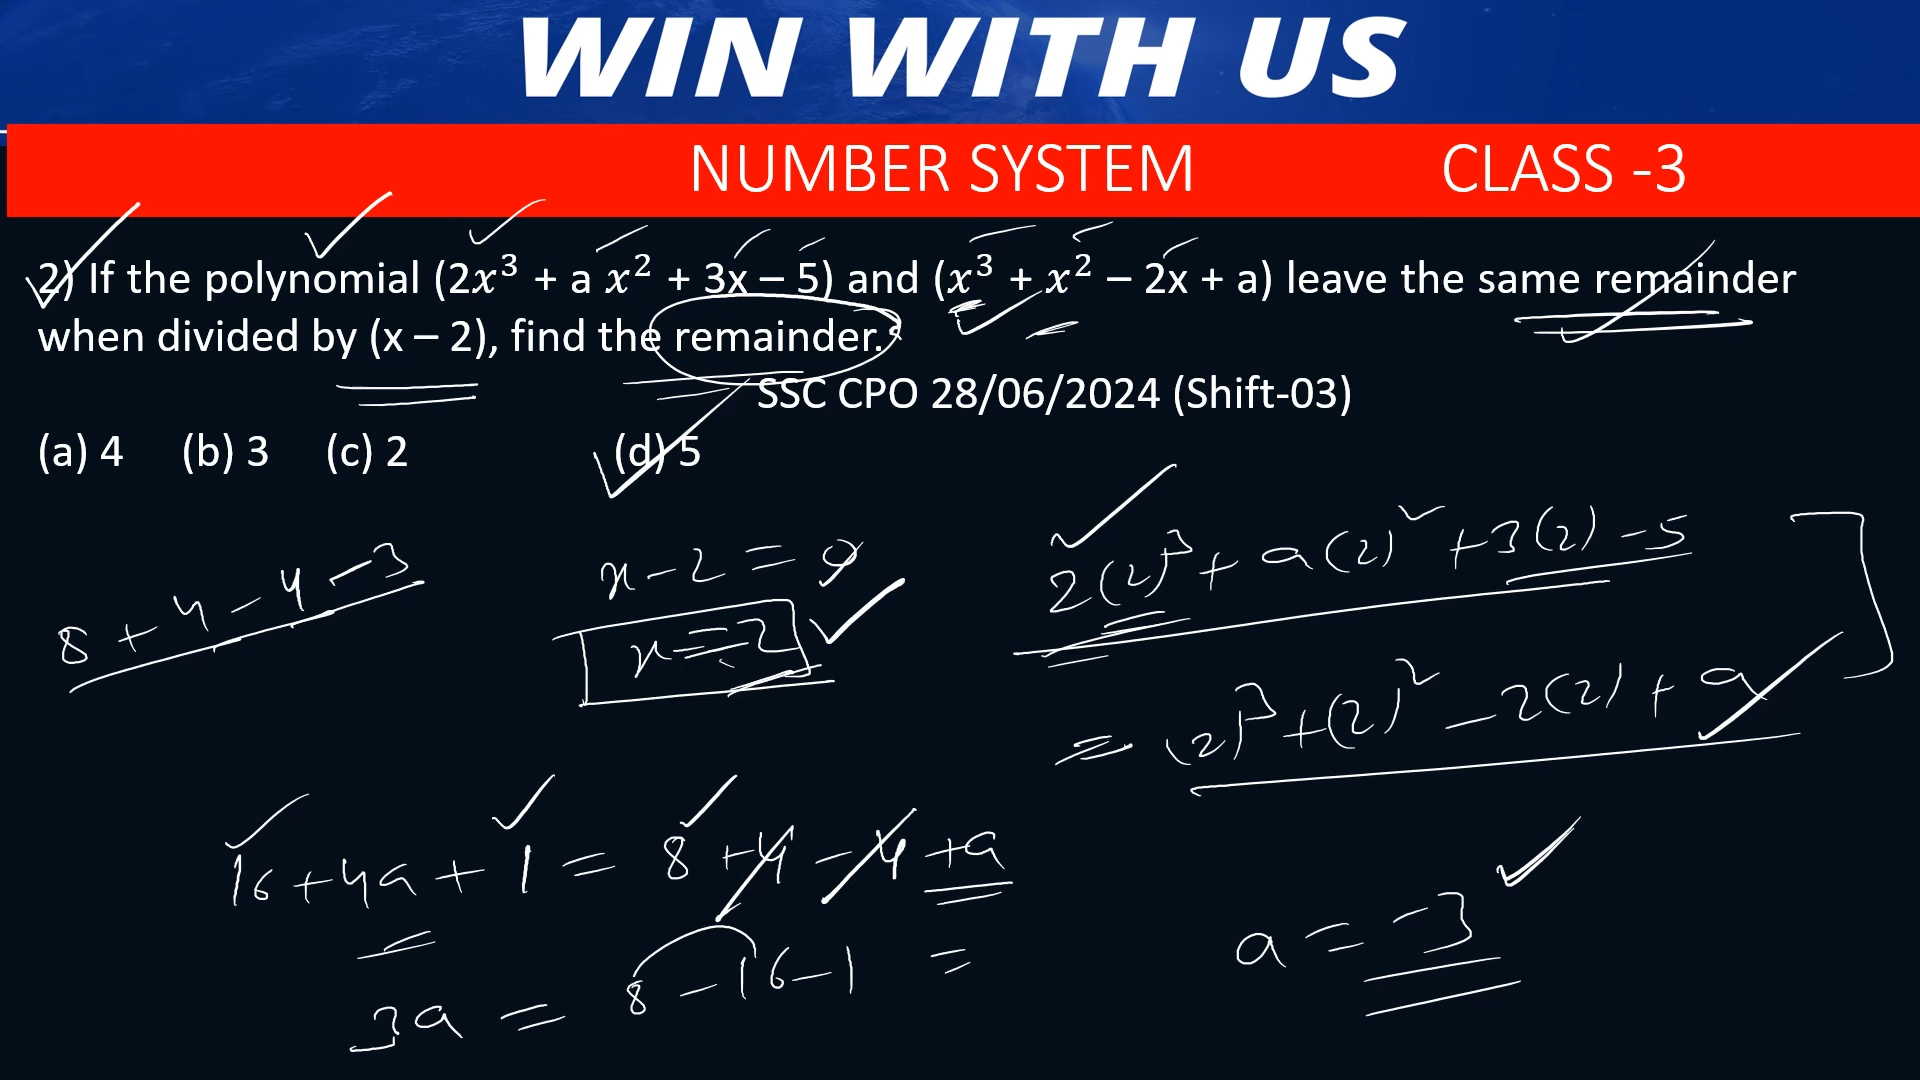 WIN WITH US
NUMBER SYSTEM CLASS -3
2) If the polynomial (2x³ + a x² + 3x – 5) and (x³ + x² – 2x + a) leave the same remainder
when divided by (x – 2), find the remainder.
SSC CPO 28/06/2024 (Shift-03)
(a) 4 (b) 3 (c) 2 (d) 5
8 + 4 - 4 - 3
x - 2 = 0
x = 2
2(2)³ + a(2)² + 3(2) - 5
= (2)³ + (2)² - 2(2) + a
16 + 4a + 1 = 8 + 4 - 4 + a
3a = 8 - 16 - 1 =
a = -3